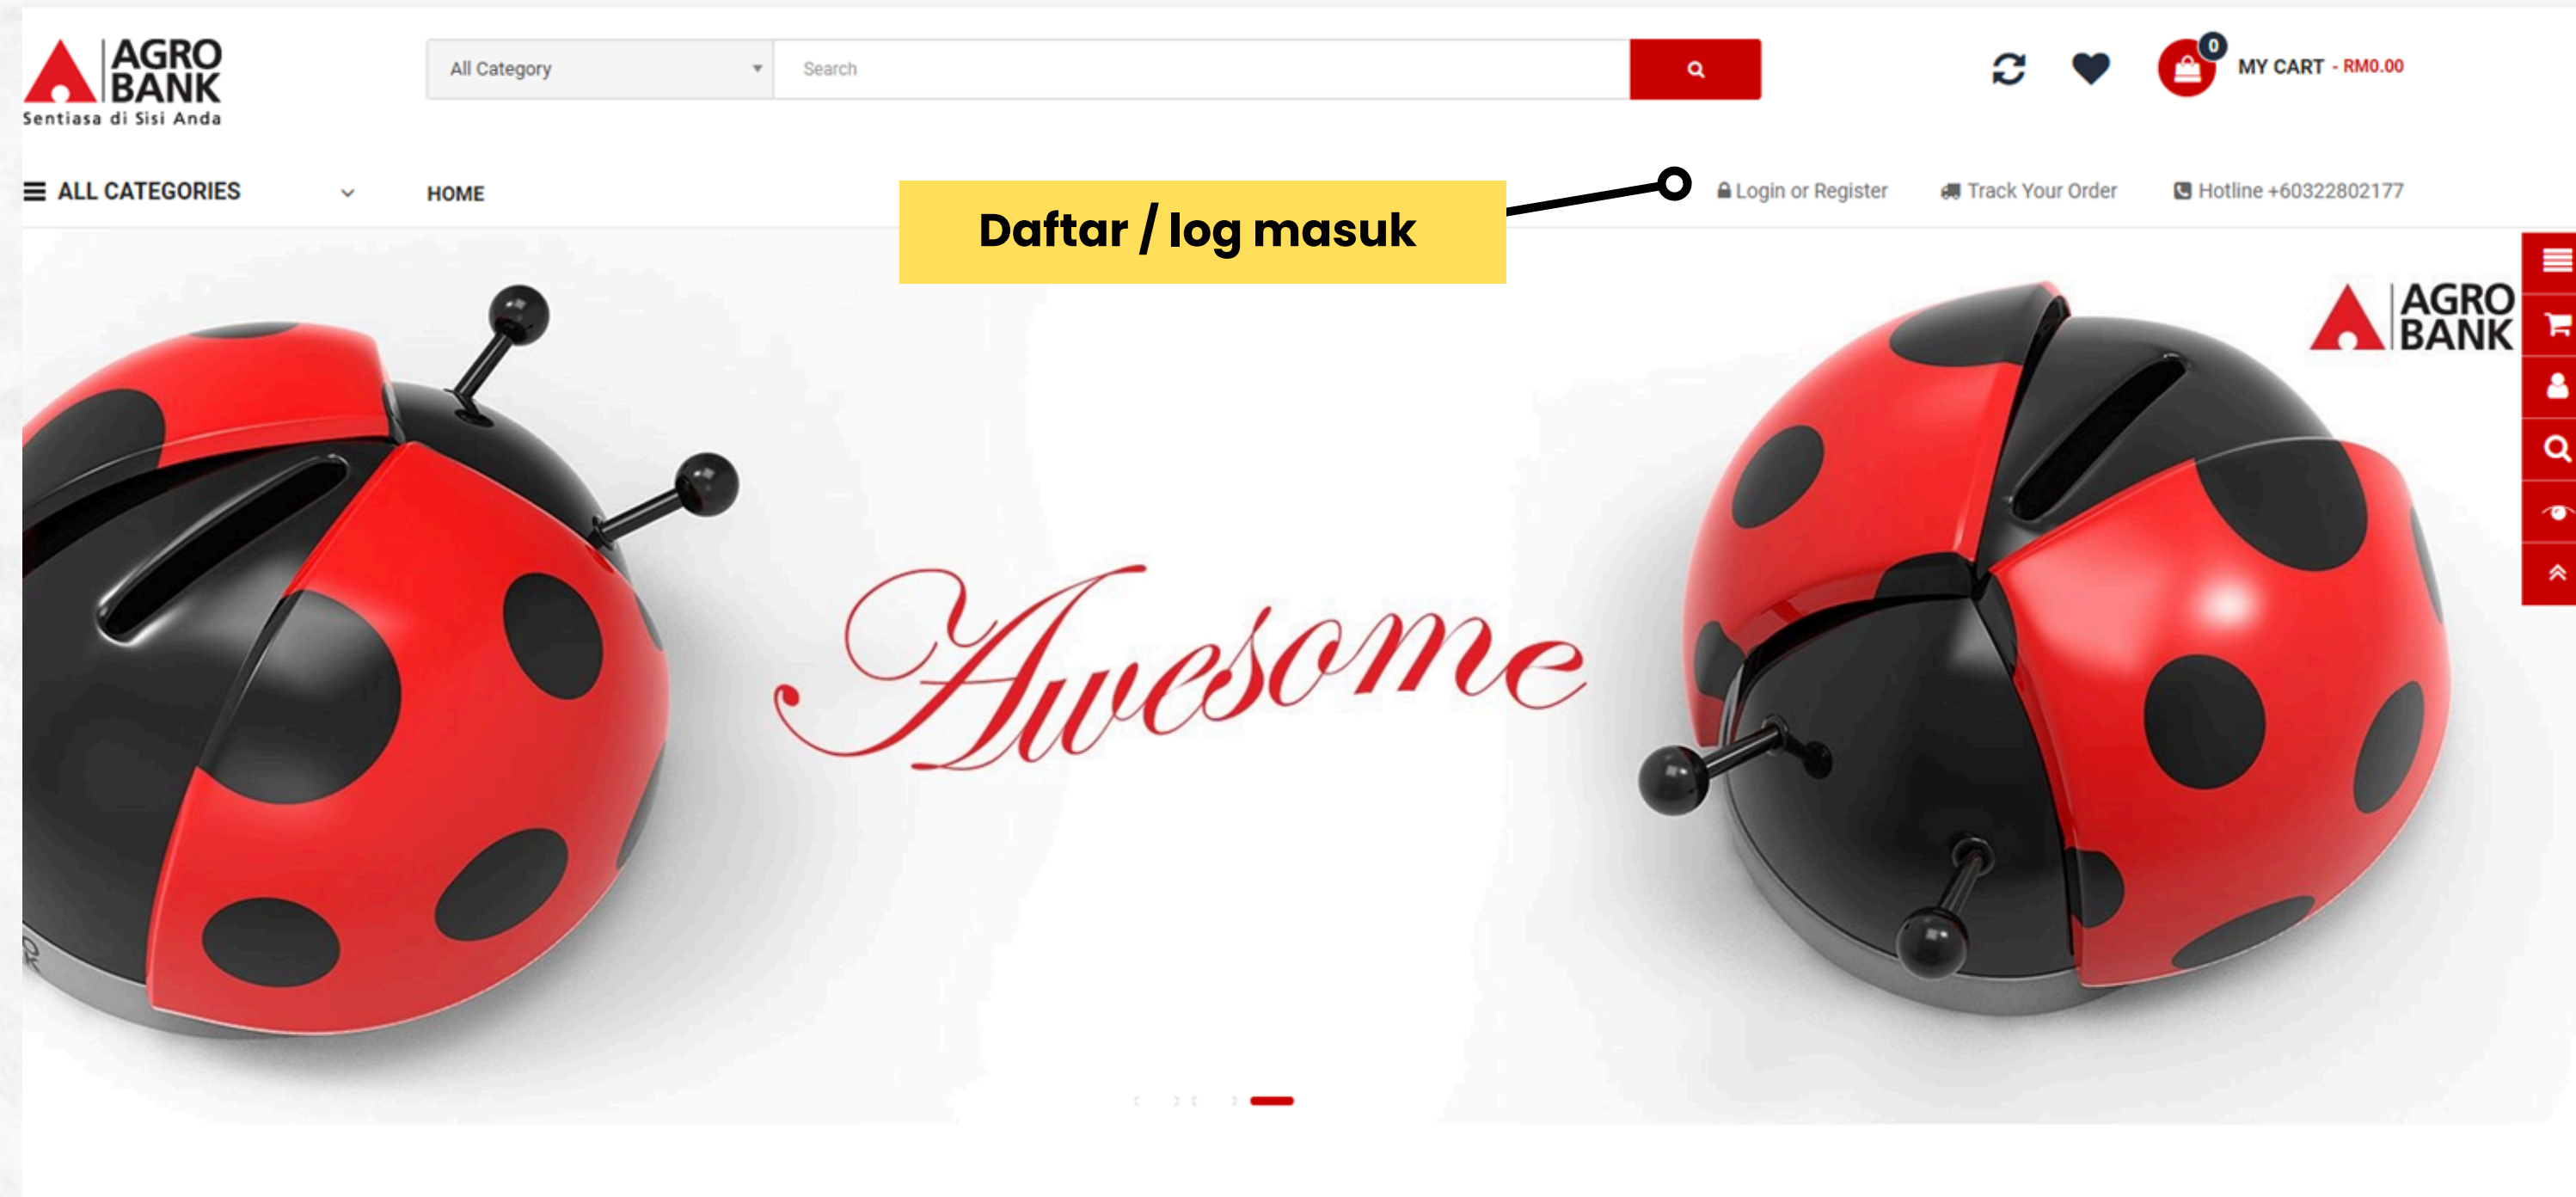 AGRO
BANK
Sentiasa di Sisi Anda
All Category
Search
0
MY CART - RM0.00
ALL CATEGORIES
HOME
Daftar / log masuk
Login or Register
Track Your Order
Hotline +60322802177
AGRO
BANK
Awesome